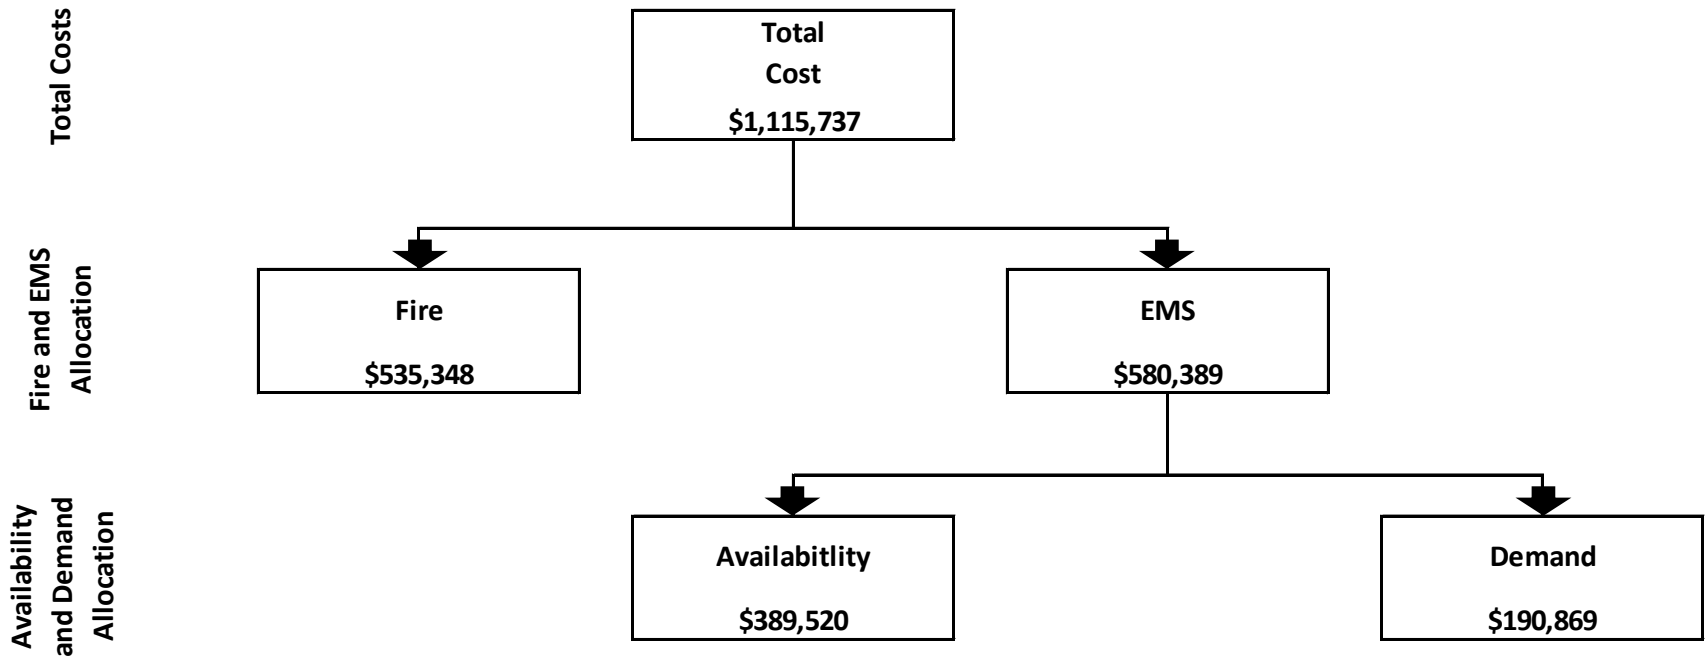 Total Costs
Total
Cost
$1,115,737
Fire and EMS
Allocation
Fire
$535,348
EMS
$580,389
Availability
and Demand
Allocation
Availabitlity
$389,520
Demand
$190,869